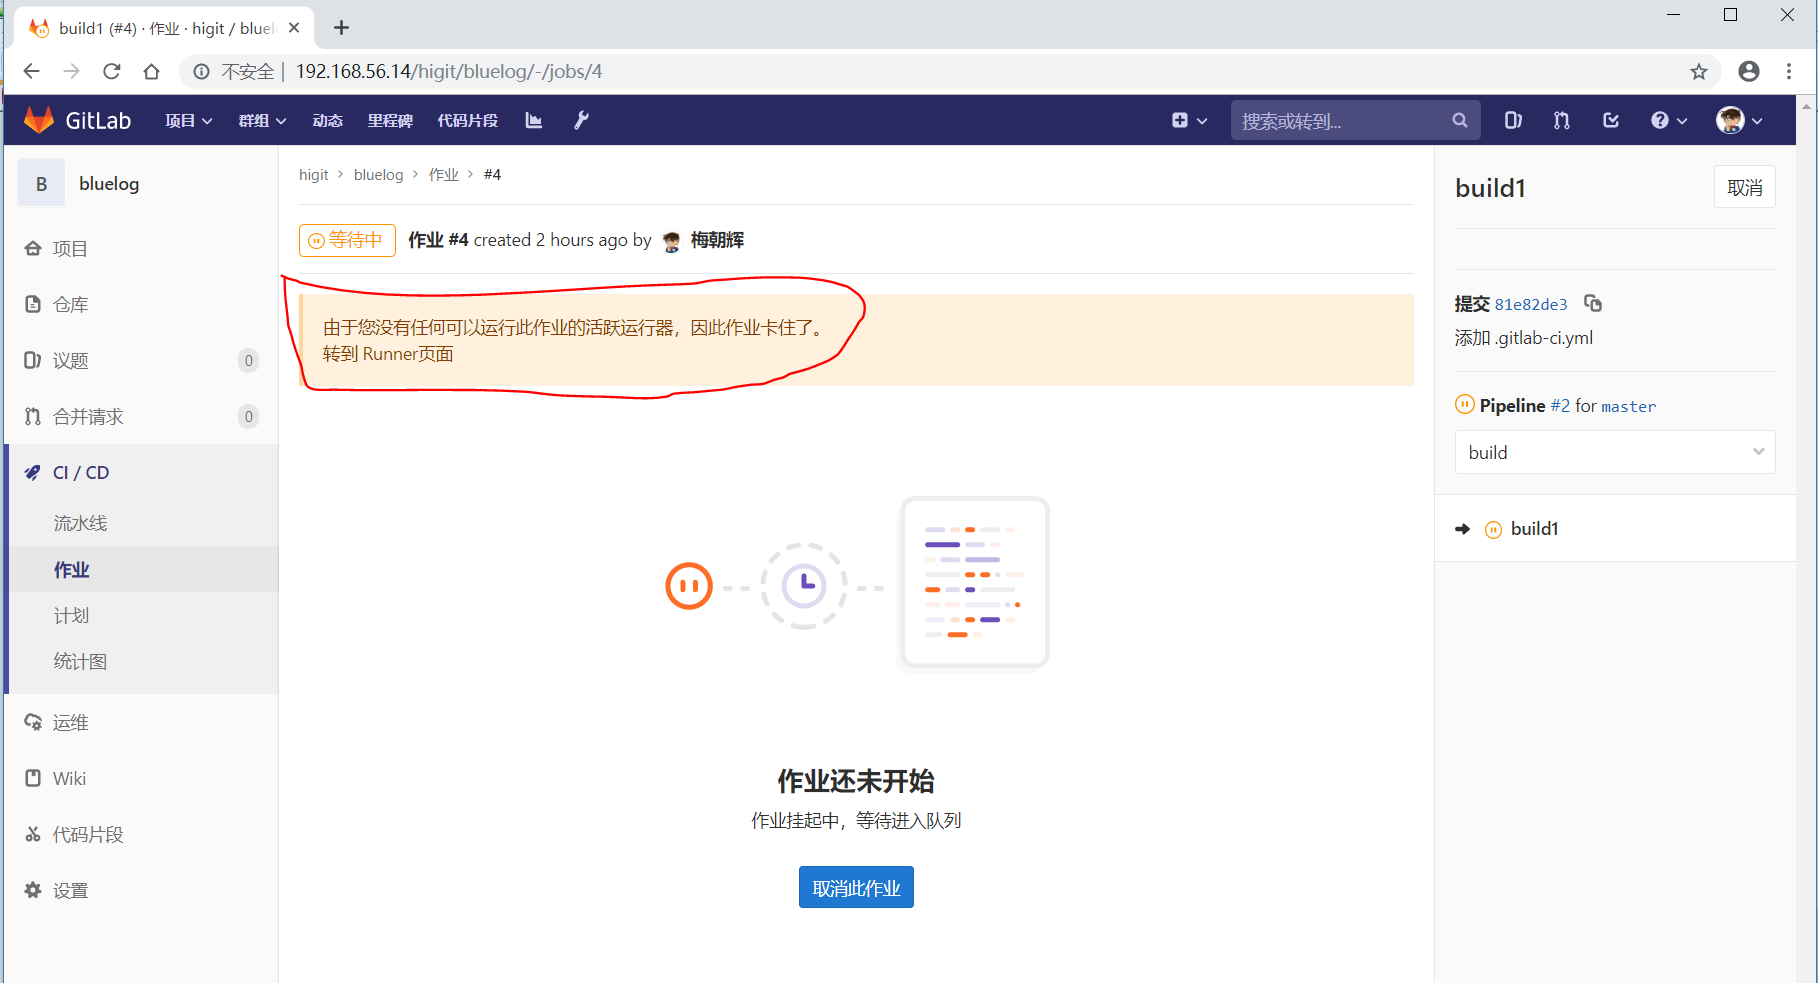 build1 (#4) · 作业 · higit / bluel
不安全 | 192.168.56.14/higit/bluelog/-/jobs/4
GitLab 项目 群组 动态 里程碑 代码片段 搜索或转到...
B bluelog
项目
仓库
议题 0
合并请求 0
CI / CD
流水线
作业
计划
统计图
运维
Wiki
代码片段
设置
higit > bluelog > 作业 > #4
等待中 作业 #4 created 2 hours ago by 梅朝辉
由于您没有任何可以运行此作业的活跃运行器，因此作业卡住了。
转到 Runner页面
作业还未开始
作业挂起中，等待进入队列
取消此作业
build1 取消
提交 81e82de3
添加 .gitlab-ci.yml
Pipeline #2 for master
build
build1